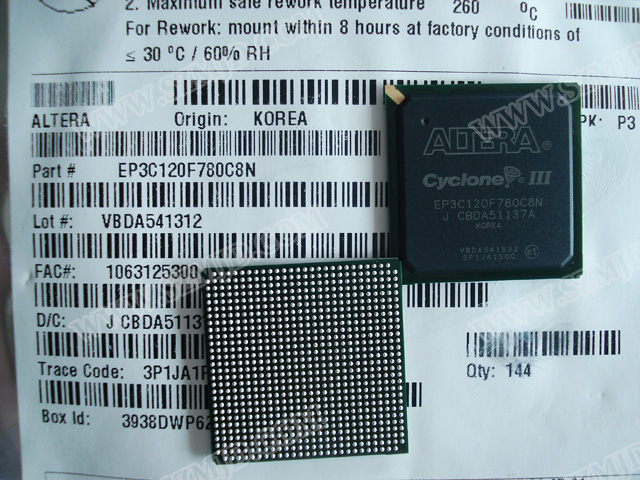 2. Maximum safe rework temperature 260 °C
For Rework: mount within 8 hours at factory conditions of
≤ 30 ºC / 60% RH
ALTERA Origin: KOREA
PK: P3
Part # EP3C120F780C8N
Lot #: VBDA541312
FAC#: 1063125300
D/C: J CBDA5113
Trace Code: 3P1JA1
Box Id: 3938DWP62
Qty: 144
ALTERA®
Cyclone III
EP3C120F780C8N
J CBDA51137A
KOREA